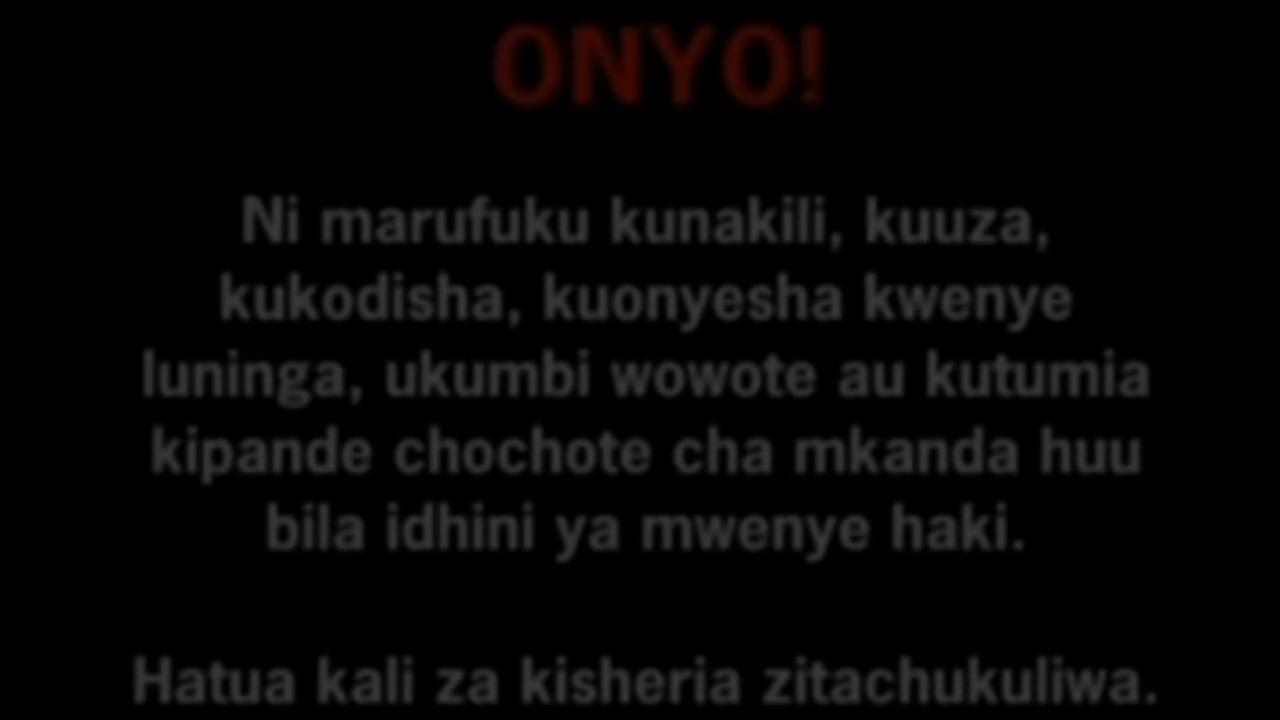 ONYO!
Ni marufuku kunakili, kuuza,
kukodisha, kuonyesha kwenye
luninga, ukumbi wowote au kutumia
kipande chochote cha mkanda huu
bila idhini ya mwenye haki.
Hatua kali za kisheria zitachukuliwa.